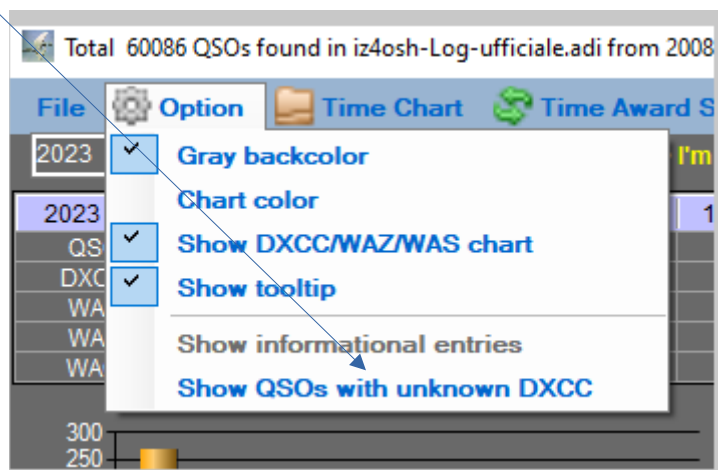 Total 60086 QSOs found in iz4osh-Log-ufficiale.adi from 2008
File Option Time Chart Time Award S
2023 I'm
Gray backcolor
2023 Chart color 1
QS Show DXCC/WAZ/WAS chart
DXC Show tooltip
WA
WA Show informational entries
WA
Show QSOs with unknown DXCC
300
250